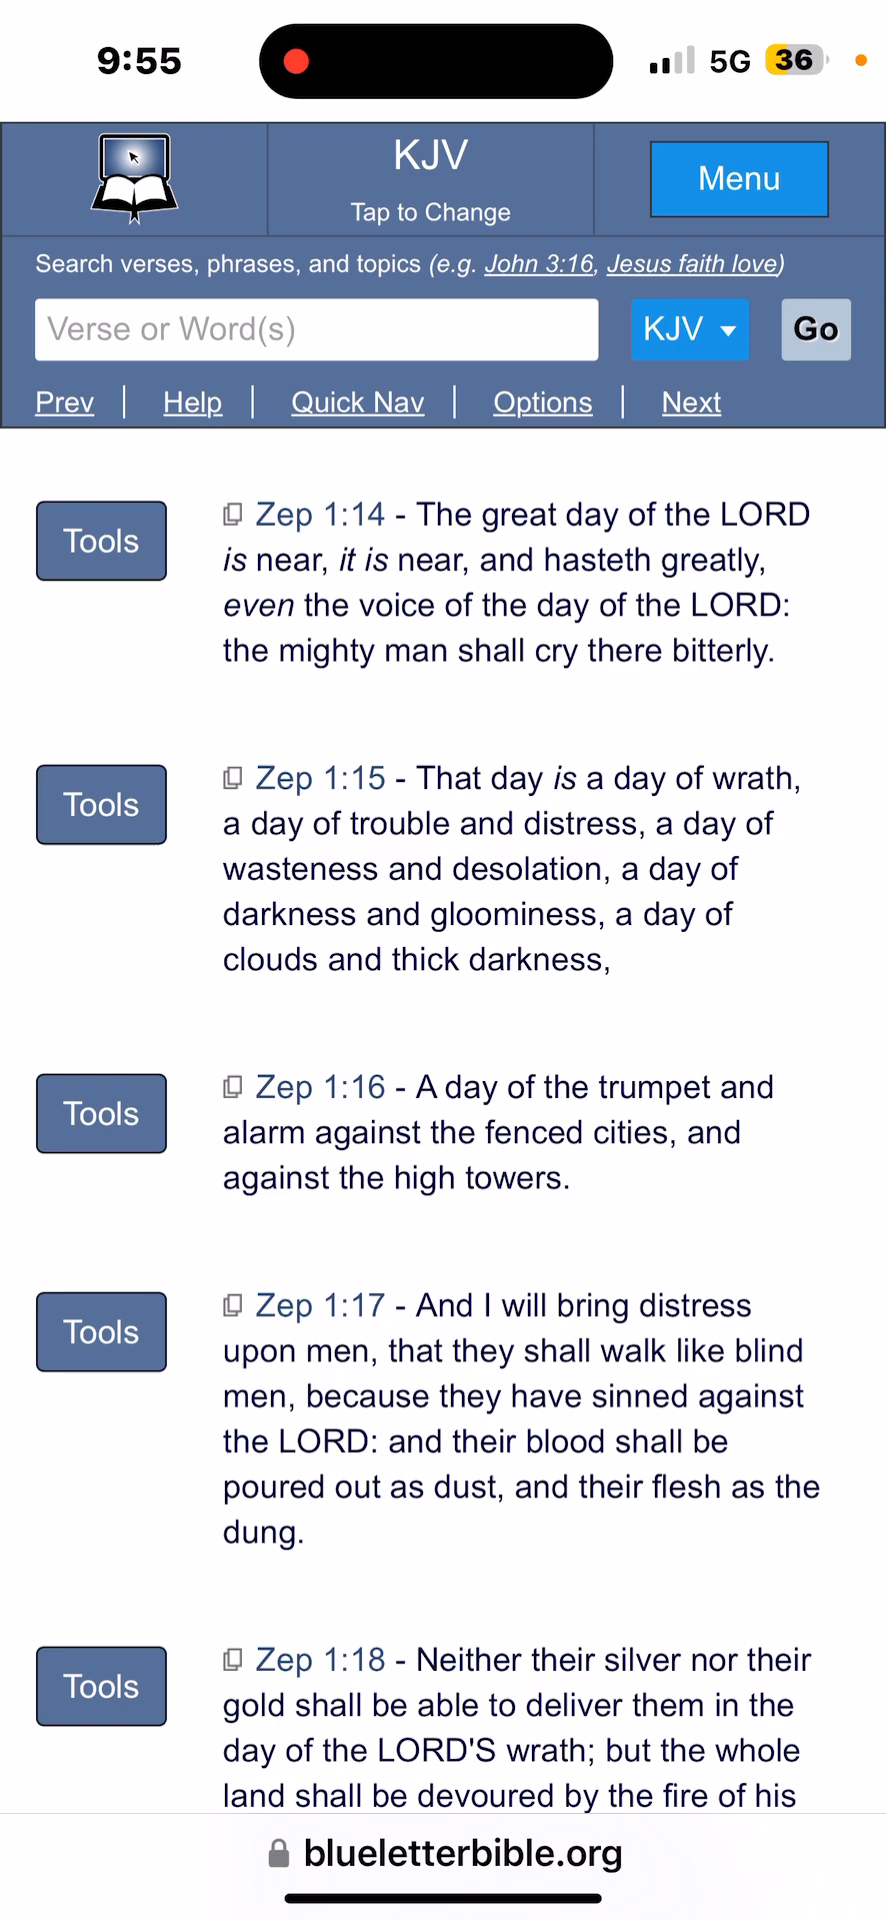 9:55
5G
36
KJV
Tap to Change
Menu
Search verses, phrases, and topics (e.g. John 3:16, Jesus faith love)
Verse or Word(s)
KJV
Go
Prev | Help | Quick Nav | Options | Next
Tools
Zep 1:14 - The great day of the LORD
is near, it is near, and hasteth greatly,
even the voice of the day of the LORD:
the mighty man shall cry there bitterly.
Tools
Zep 1:15 - That day is a day of wrath,
a day of trouble and distress, a day of
wasteness and desolation, a day of
darkness and gloominess, a day of
clouds and thick darkness,
Tools
Zep 1:16 - A day of the trumpet and
alarm against the fenced cities, and
against the high towers.
Tools
Zep 1:17 - And I will bring distress
upon men, that they shall walk like blind
men, because they have sinned against
the LORD: and their blood shall be
poured out as dust, and their flesh as the
dung.
Tools
Zep 1:18 - Neither their silver nor their
gold shall be able to deliver them in the
day of the LORD'S wrath; but the whole
land shall be devoured by the fire of his
blueletterbible.org